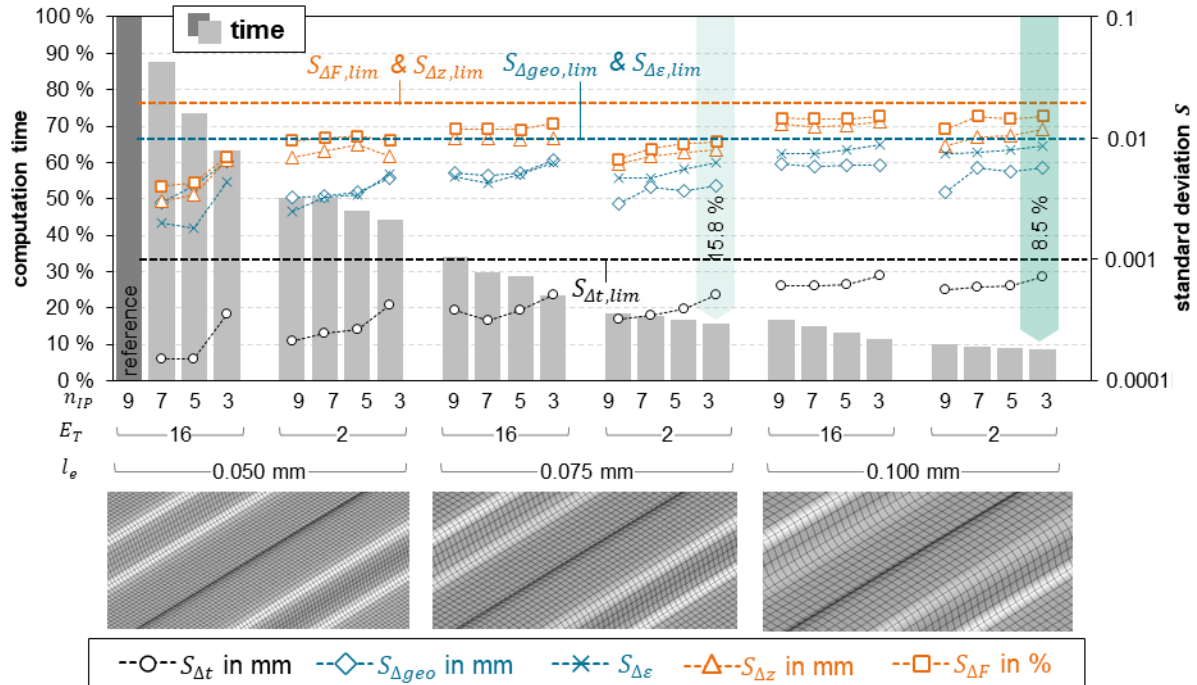 100 %
90 %
80 %
70 %
60 %
50 %
40 %
30 %
20 %
10 %
0 %
computation time
time
reference
S_ΔF,lim & S_Δz,lim
S_Δgeo,lim & S_Δε,lim
S_Δt,lim
15.8 %
8.5 %
0.1
0.01
0.001
0.0001
standard deviation S
n_IP 9 7 5 3 9 7 5 3 9 7 5 3 9 7 5 3 9 7 5 3 9 7 5 3
E_T 16 2 16 2 16 2
l_e 0.050 mm 0.075 mm 0.100 mm
S_Δt in mm S_Δgeo in mm S_Δε S_Δz in mm S_ΔF in %